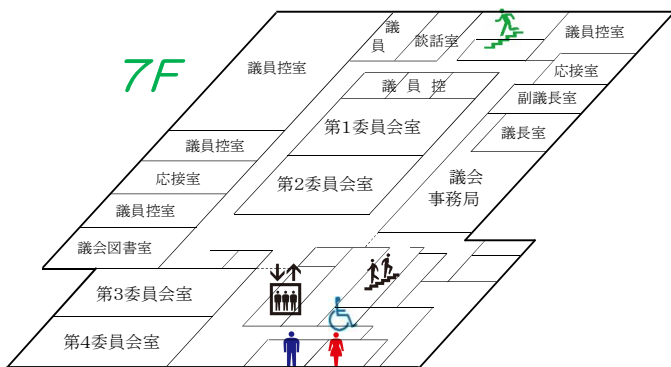 7F
議員控室
議
員
談話室
議員控室
応接室
副議長室
議長室
議 員 控
第1委員会室
第2委員会室
議会
事務局
議員控室
応接室
議員控室
議会図書室
第3委員会室
第4委員会室